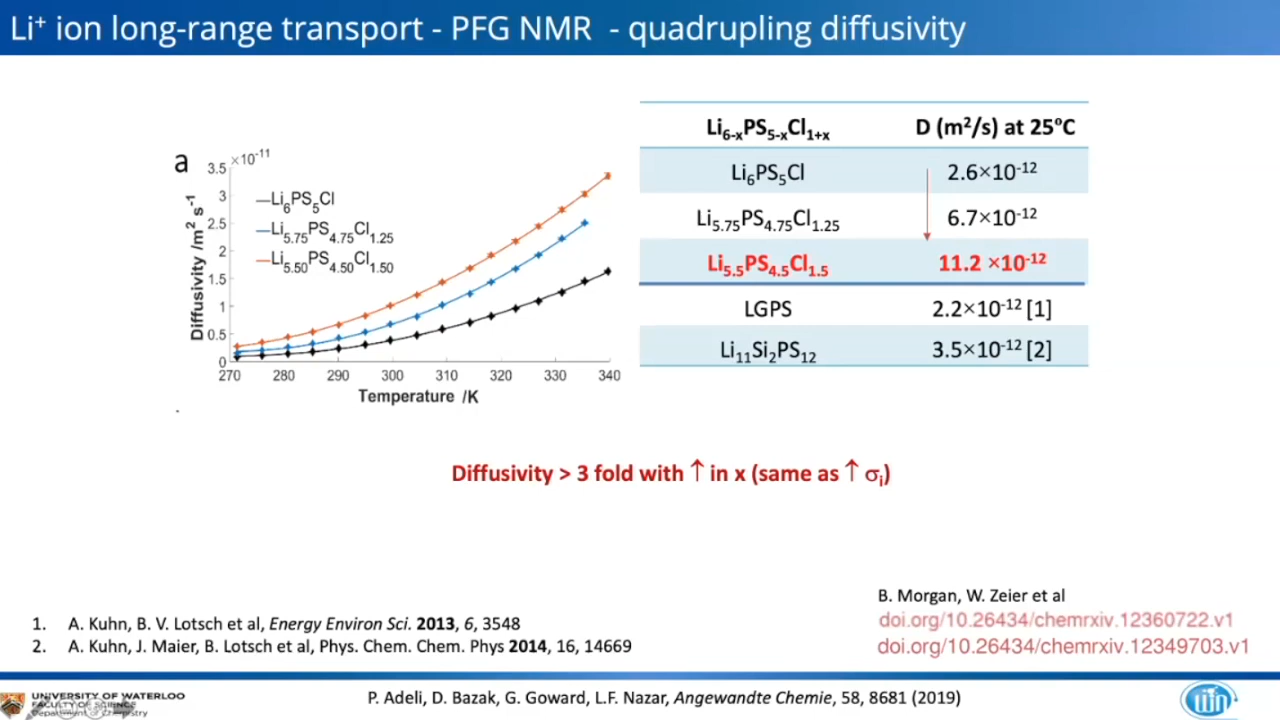 Li⁺ ion long-range transport - PFG NMR - quadrupling diffusivity
a
×10⁻¹¹
3.5
3
2.5
2
1.5
1
0.5
0
Diffusivity /m² s⁻¹
Li₆PS₅Cl
Li₅.₇₅PS₄.₇₅Cl₁.₂₅
Li₅.₅₀PS₄.₅₀Cl₁.₅₀
270 280 290 300 310 320 330 340
Temperature /K
Li₆₋ₓPS₅₋ₓCl₁₊ₓ D (m²/s) at 25°C
Li₆PS₅Cl 2.6×10⁻¹²
Li₅.₇₅PS₄.₇₅Cl₁.₂₅ 6.7×10⁻¹²
Li₅.₅PS₄.₅Cl₁.₅ 11.2 ×10⁻¹²
LGPS 2.2×10⁻¹² [1]
Li₁₁Si₂PS₁₂ 3.5×10⁻¹² [2]
Diffusivity > 3 fold with ↑ in x (same as ↑ σᵢ)
B. Morgan, W. Zeier et al
doi.org/10.26434/chemrxiv.12360722.v1
doi.org/10.26434/chemrxiv.12349703.v1
1. A. Kuhn, B. V. Lotsch et al, Energy Environ Sci. 2013, 6, 3548
2. A. Kuhn, J. Maier, B. Lotsch et al, Phys. Chem. Chem. Phys 2014, 16, 14669
UNIVERSITY OF WATERLOO
FACULTY OF SCIENCE
Department of Chemistry
P. Adeli, D. Bazak, G. Goward, L.F. Nazar, Angewandte Chemie, 58, 8681 (2019)